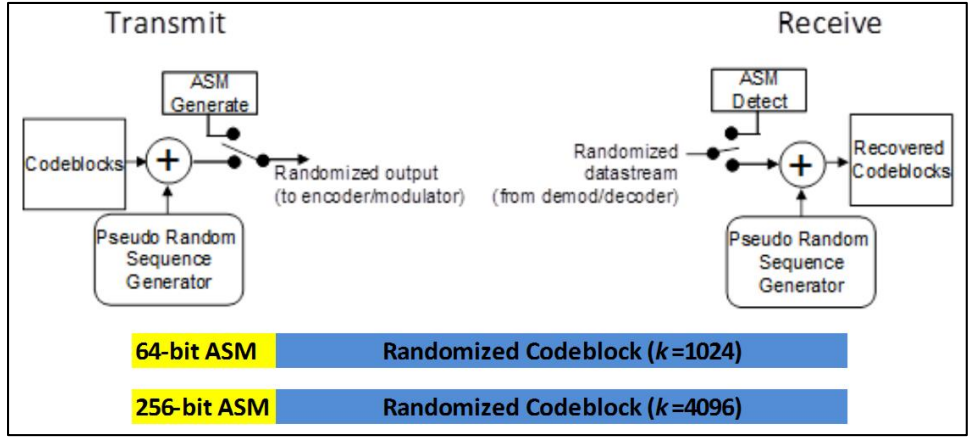 Transmit
ASM
Generate
Codeblocks
+
Randomized output
(to encoder/modulator)
Pseudo Random
Sequence
Generator
Receive
ASM
Detect
Randomized
datastream
(from demod/decoder)
+
Recovered
Codeblocks
Pseudo Random
Sequence
Generator
64-bit ASM Randomized Codeblock (k=1024)
256-bit ASM Randomized Codeblock (k=4096)